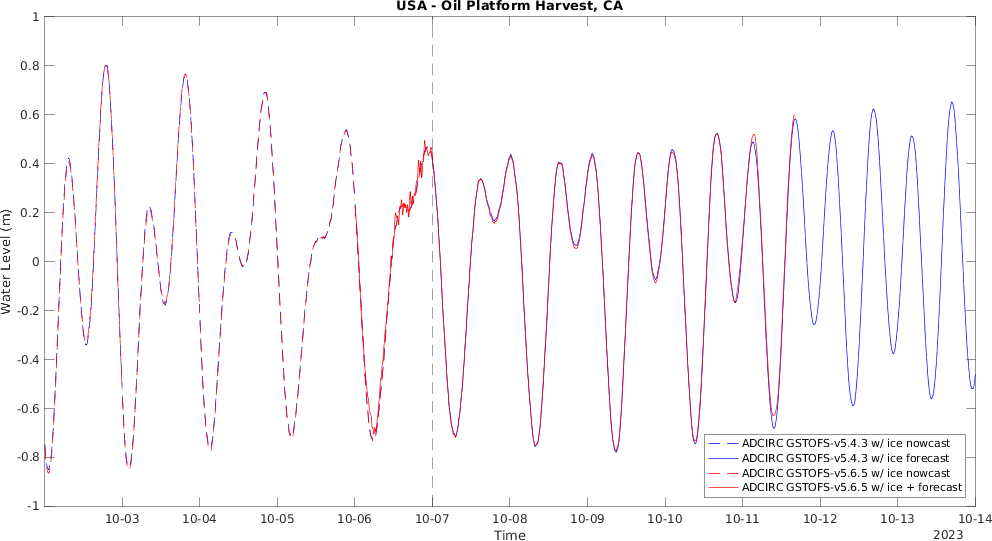 USA - Oil Platform Harvest, CA
1
0.8
0.6
0.4
0.2
0
-0.2
-0.4
-0.6
-0.8
-1
Water Level (m)
10-03 10-04 10-05 10-06 10-07 10-08 10-09 10-10 10-11 10-12 10-13 10-14
2023
Time
ADCIRC GSTOFS-v5.4.3 w/ ice nowcast
ADCIRC GSTOFS-v5.4.3 w/ ice forecast
ADCIRC GSTOFS-v5.6.5 w/ ice nowcast
ADCIRC GSTOFS-v5.6.5 w/ ice + forecast